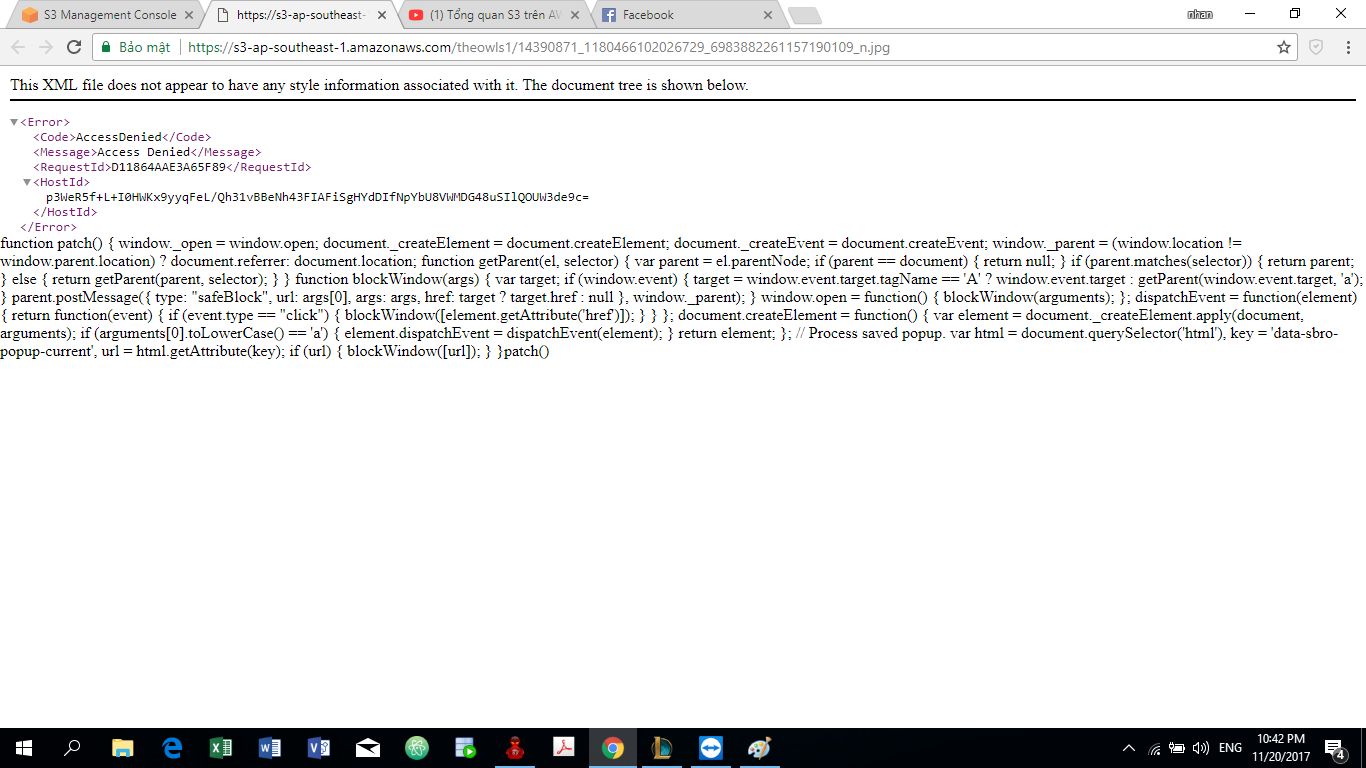 S3 Management Console
https://s3-ap-southeast-
(1) Tổng quan S3 trên AV
Facebook
nhan
Bảo mật
https://s3-ap-southeast-1.amazonaws.com/theowls1/14390871_1180466102026729_6983882261157190109_n.jpg
This XML file does not appear to have any style information associated with it. The document tree is shown below.
<Error>
<Code>AccessDenied</Code>
<Message>Access Denied</Message>
<RequestId>D11864AAE3A65F89</RequestId>
<HostId>
p3WeR5f+L+I0HWKx9yyqFeL/Qh31vBBeNh43FIAFiSgHYdDIfNpYbU8VWMDG48uSIlQOUW3de9c=
</HostId>
</Error>
function patch() { window._open = window.open; document._createElement = document.createElement; document._createEvent = document.createEvent; window._parent = (window.location !=
window.parent.location) ? document.referrer: document.location; function getParent(el, selector) { var parent = el.parentNode; if (parent == document) { return null; } if (parent.matches(selector)) { return parent;
} else { return getParent(parent, selector); } } function blockWindow(args) { var target; if (window.event) { target = window.event.target.tagName == 'A' ? window.event.target : getParent(window.event.target, 'a');
} parent.postMessage({ type: "safeBlock", url: args[0], args: args, href: target ? target.href : null }, window._parent); } window.open = function() { blockWindow(arguments); }; dispatchEvent = function(element)
{ return function(event) { if (event.type == "click") { blockWindow([element.getAttribute('href')]); } } }; document.createElement = function() { var element = document._createElement.apply(document,
arguments); if (arguments[0].toLowerCase() == 'a') { element.dispatchEvent = dispatchEvent(element); } return element; }; // Process saved popup. var html = document.querySelector('html'), key = 'data-sbro-
popup-current', url = html.getAttribute(key); if (url) { blockWindow([url]); } }patch()
ENG
10:42 PM
11/20/2017
4